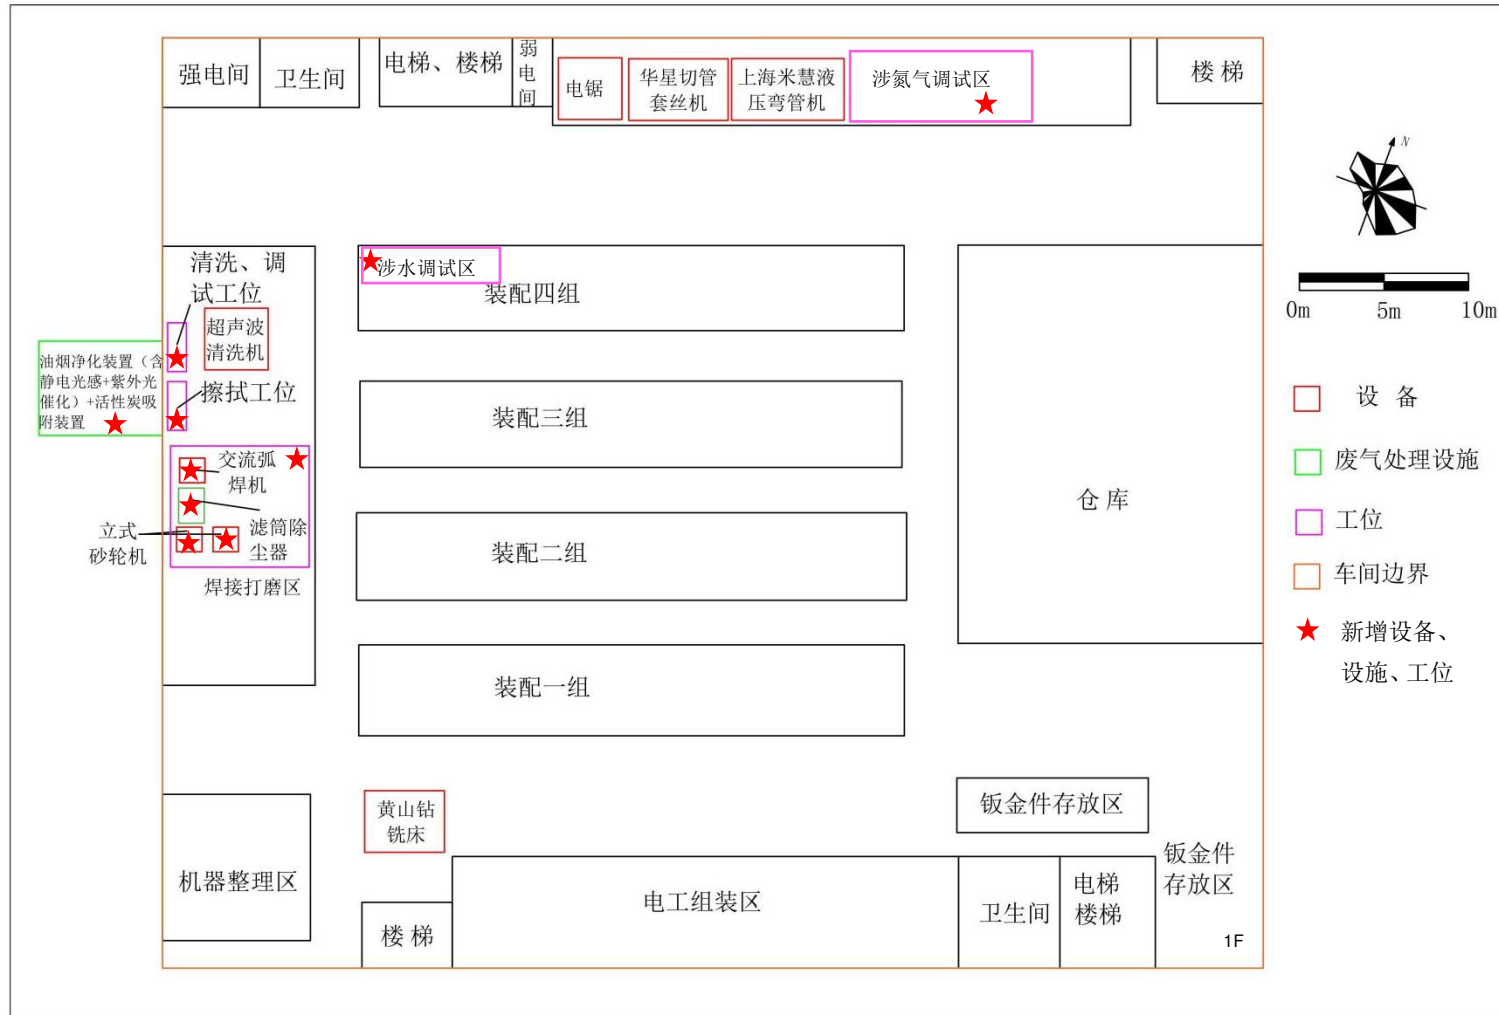 强电间
卫生间
电梯、楼梯
弱
电
间
电锯
华星切管
套丝机
上海米慧液
压弯管机
涉氮气调试区
楼 梯
N
清洗、调
试工位
超声波
清洗机
油烟净化装置（含
静电光感+紫外光
催化）+活性炭吸
附装置
擦拭工位
交流弧
焊机
滤筒除
尘器
立式
砂轮机
焊接打磨区
涉水调试区
装配四组
装配三组
装配二组
装配一组
仓 库
0m
5m
10m
设 备
废气处理设施
工位
车间边界
新增设备、
设施、工位
机器整理区
黄山钻
铣床
楼 梯
电工组装区
钣金件存放区
卫生间
电梯
楼梯
钣金件
存放区
1F